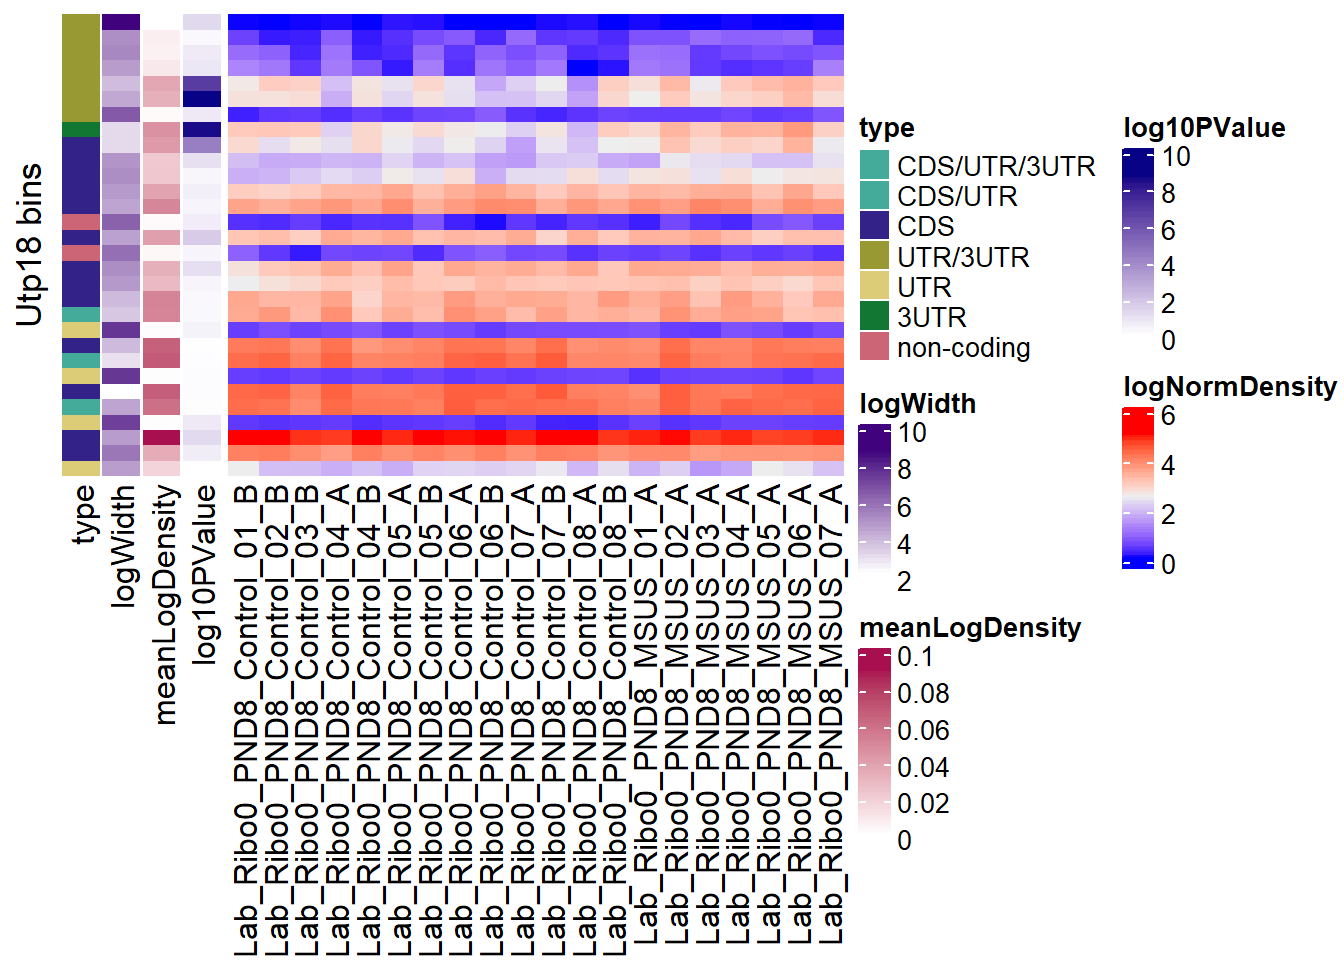 Utp18 bins
type
logWidth
meanLogDensity
log10PValue
Lab_Ribo0_PND8_Control_01_B
Lab_Ribo0_PND8_Control_02_B
Lab_Ribo0_PND8_Control_03_B
Lab_Ribo0_PND8_Control_04_A
Lab_Ribo0_PND8_Control_04_B
Lab_Ribo0_PND8_Control_05_A
Lab_Ribo0_PND8_Control_05_B
Lab_Ribo0_PND8_Control_06_A
Lab_Ribo0_PND8_Control_06_B
Lab_Ribo0_PND8_Control_07_A
Lab_Ribo0_PND8_Control_07_B
Lab_Ribo0_PND8_Control_08_A
Lab_Ribo0_PND8_Control_08_B
Lab_Ribo0_PND8_MSUS_01_A
Lab_Ribo0_PND8_MSUS_02_A
Lab_Ribo0_PND8_MSUS_03_A
Lab_Ribo0_PND8_MSUS_04_A
Lab_Ribo0_PND8_MSUS_05_A
Lab_Ribo0_PND8_MSUS_06_A
Lab_Ribo0_PND8_MSUS_07_A
type
CDS/UTR/3UTR
CDS/UTR
CDS
UTR/3UTR
UTR
3UTR
non-coding
logWidth
10
8
6
4
2
meanLogDensity
0.1
0.08
0.06
0.04
0.02
0
log10PValue
10
8
6
4
2
0
logNormDensity
6
4
2
0